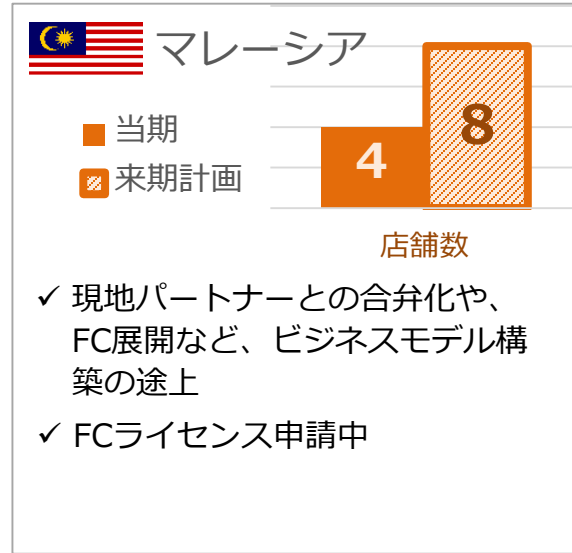 マレーシア
当期
来期計画
4
8
店舗数
✓ 現地パートナーとの合弁化や、
FC展開など、ビジネスモデル構
築の途上
✓ FCライセンス申請中